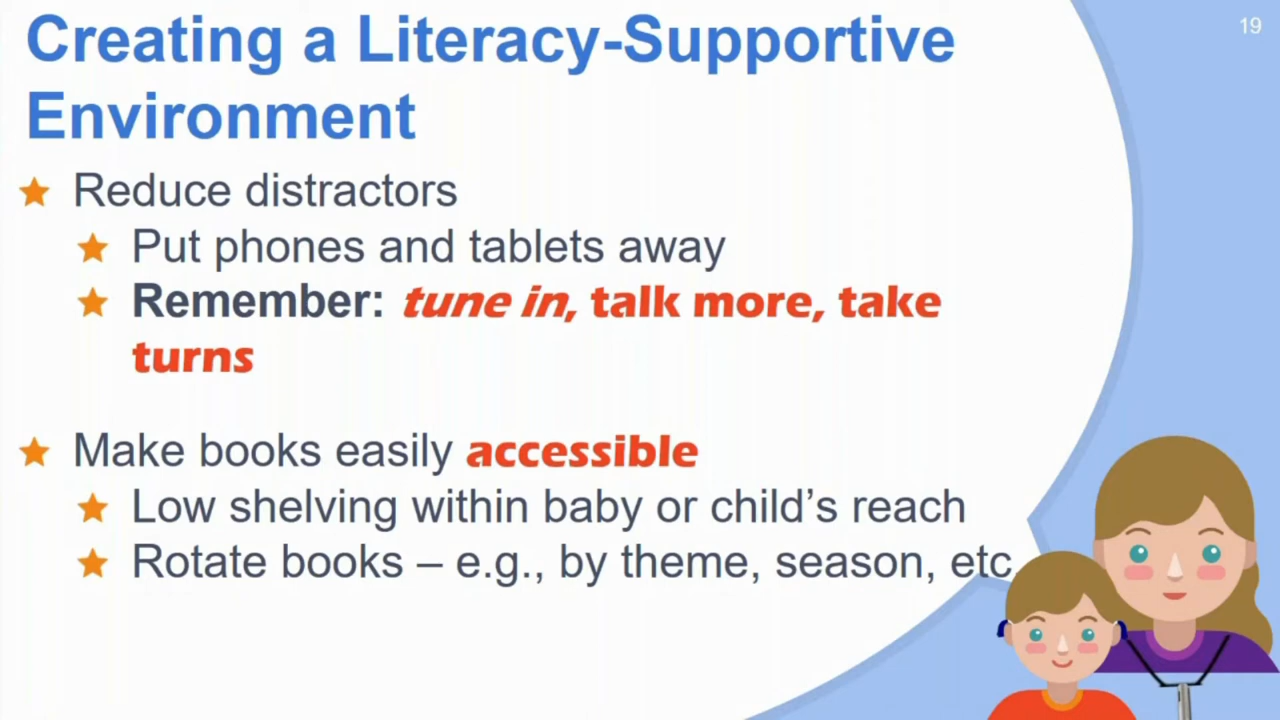 19
Creating a Literacy-Supportive
Environment
Reduce distractors
Put phones and tablets away
Remember: tune in, talk more, take
turns
Make books easily accessible
Low shelving within baby or child's reach
Rotate books – e.g., by theme, season, etc.